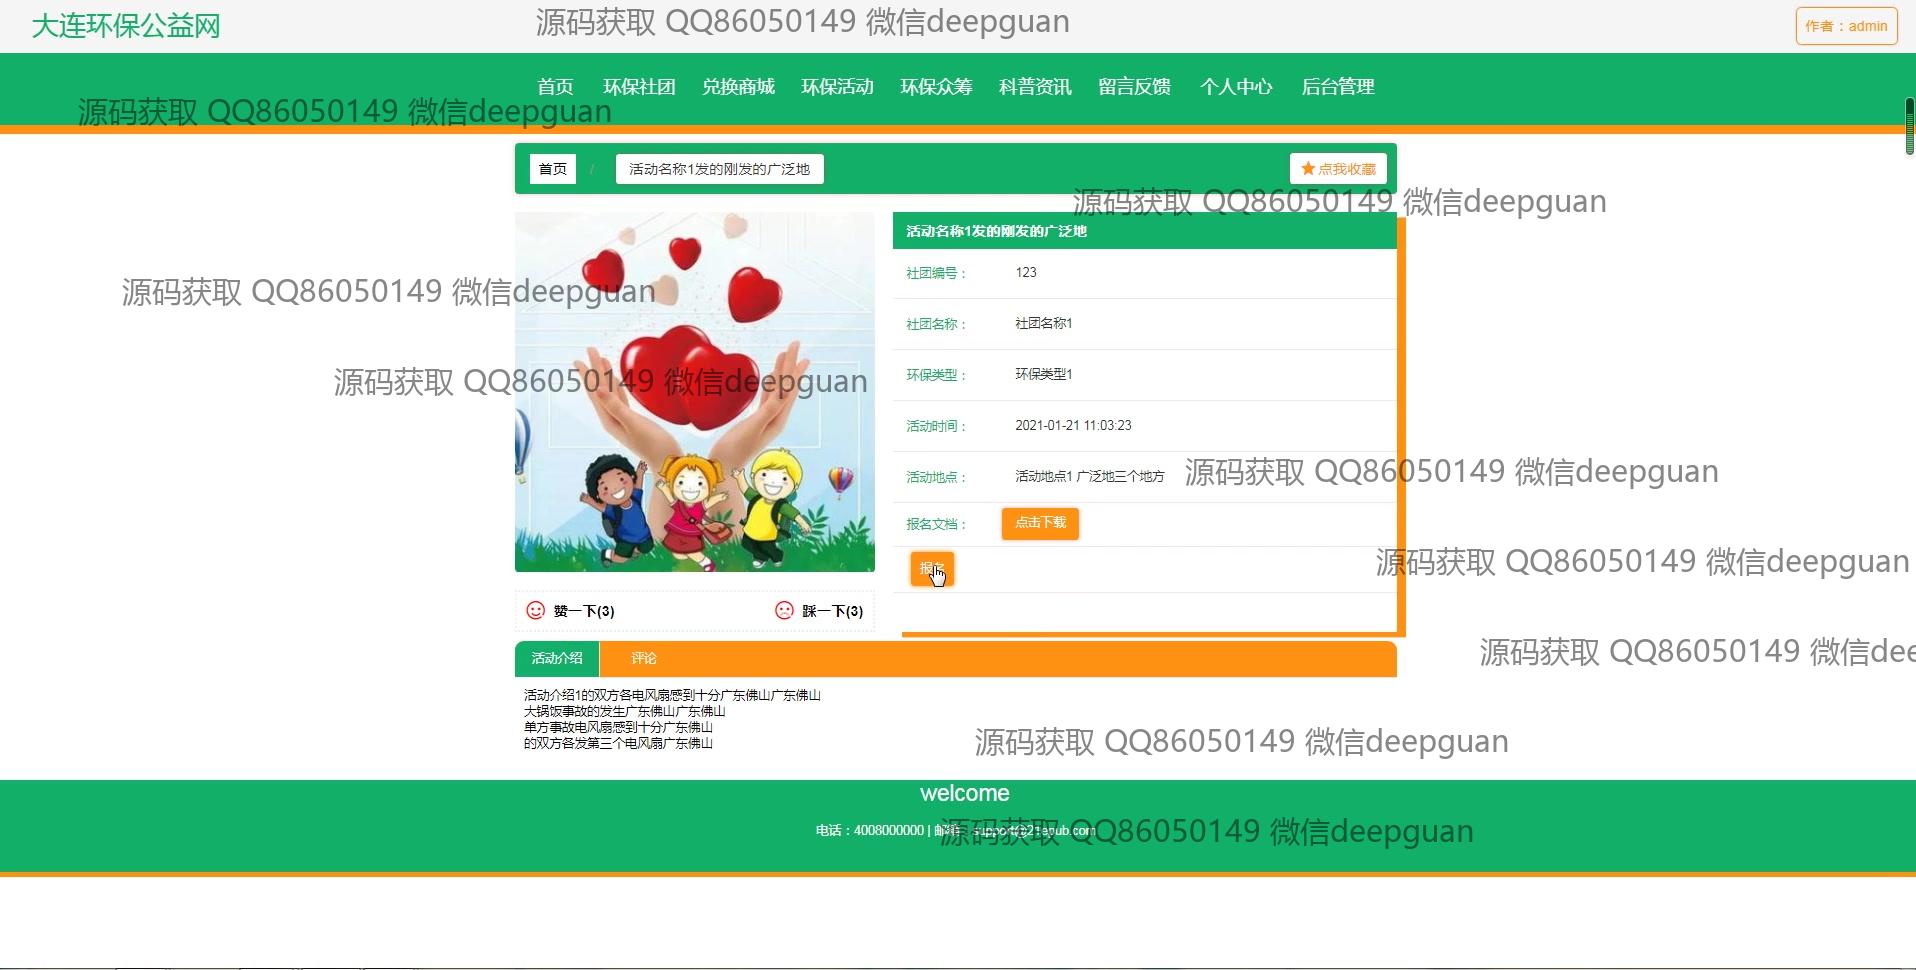 大连环保公益网
源码获取 QQ86050149 微信deepguan
作者：admin
首页 环保社团 兑换商城 环保活动 环保众筹 科普资讯 留言反馈 个人中心 后台管理
源码获取 QQ86050149 微信deepguan
首页 / 活动名称1发的刚发的广泛地
点我收藏
源码获取 QQ86050149 微信deepguan
活动名称1发的刚发的广泛地
社团编号： 123
源码获取 QQ86050149 微信deepguan
社团名称： 社团名称1
环保类型： 环保类型1
源码获取 QQ86050149 微信deepguan
活动时间： 2021-01-21 11:03:23
活动地点： 活动地点1 广泛地三个地方
源码获取 QQ86050149 微信deepguan
报名文档： 点击下载
源码获取 QQ86050149 微信deepguan
报名
赞一下(3) 踩一下(3)
源码获取 QQ86050149 微信dee
活动介绍 评论
活动介绍1的双方各电风扇感到十分广东佛山广东佛山
大锅饭事故的发生广东佛山广东佛山
单方事故电风扇感到十分广东佛山
的双方各发第三个电风扇广东佛山
源码获取 QQ86050149 微信deepguan
welcome
电话：4008000000 | 邮箱：support@21epub.com
源码获取 QQ86050149 微信deepguan